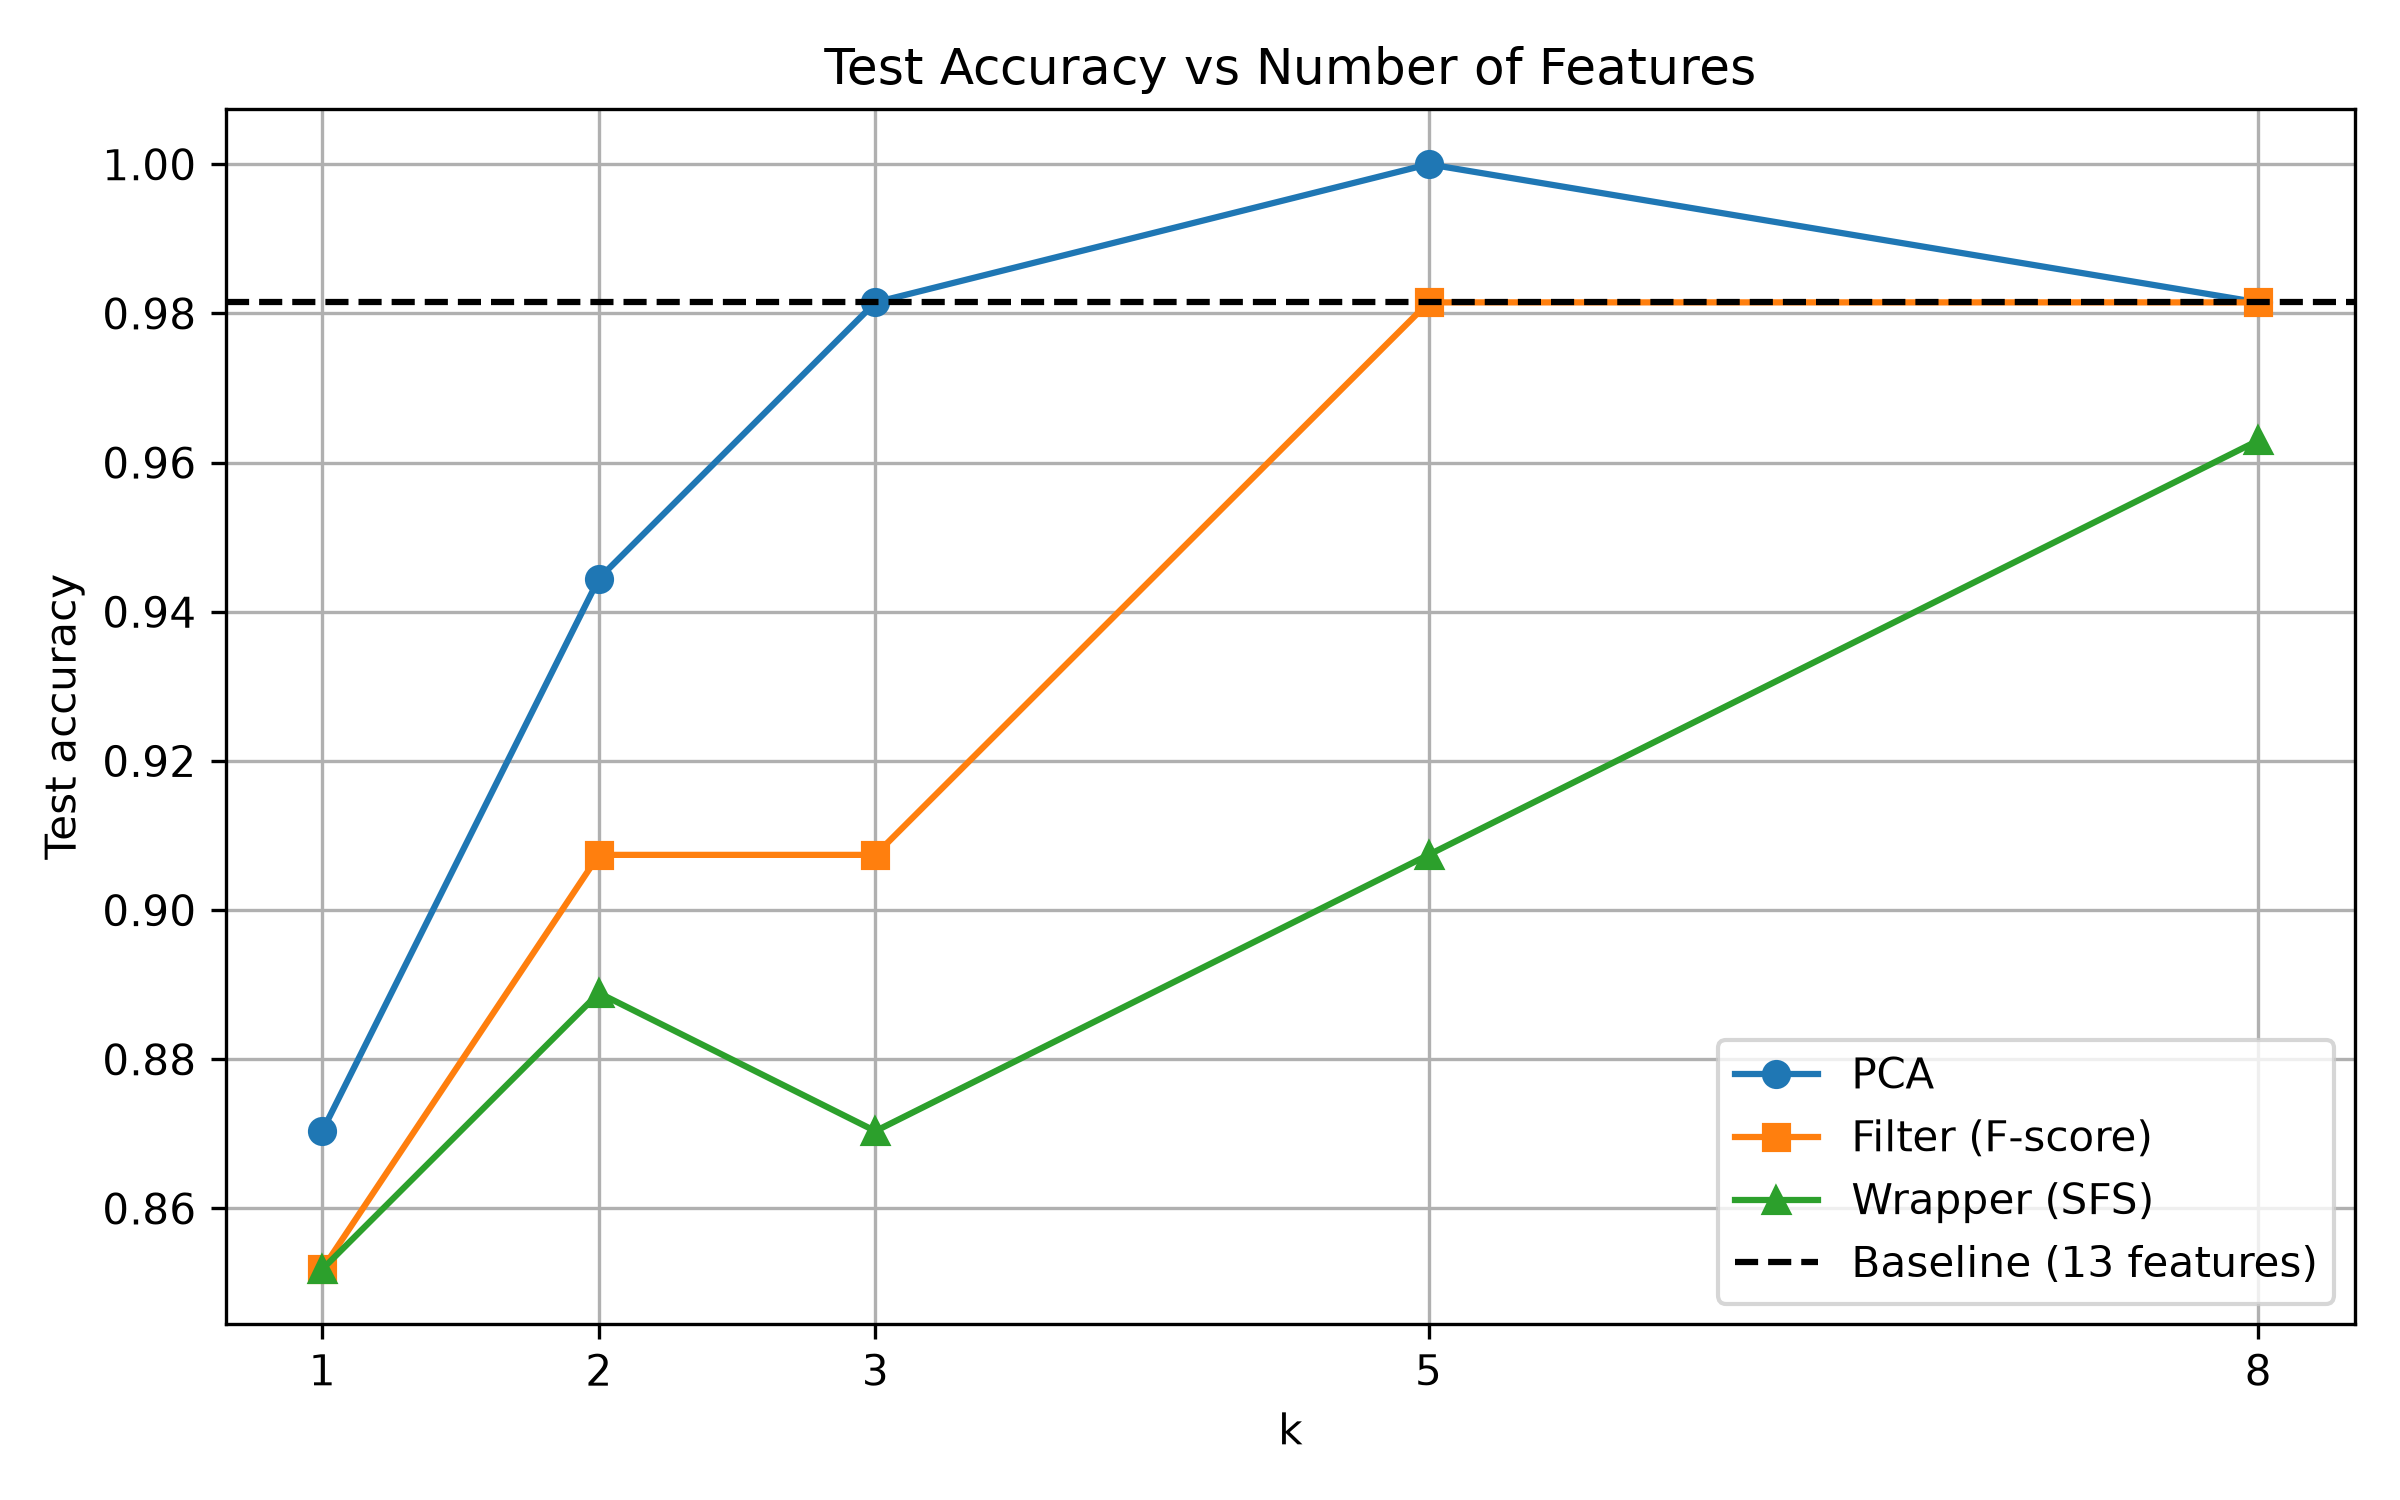 Test Accuracy vs Number of Features
Test accuracy
1.00
0.98
0.96
0.94
0.92
0.90
0.88
0.86
PCA
Filter (F-score)
Wrapper (SFS)
Baseline (13 features)
1 2 3 5 8
k